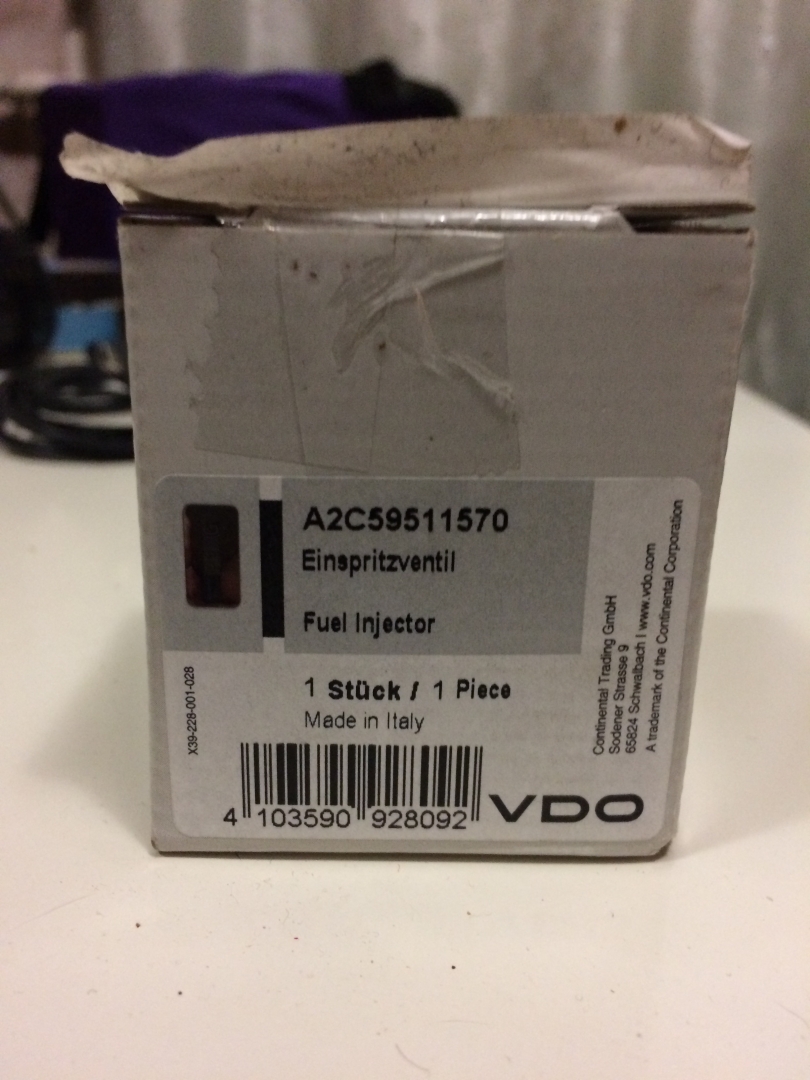 A2C59511570
Einspritzventil
Fuel Injector
1 Stück / 1 Piece
Made in Italy
X39-228-001-028
4 103590 928092
VDO
Continental Trading GmbH
Sodener Strasse 9
65824 Schwalbach I www.vdo.com
A trademark of the Continental Corporation